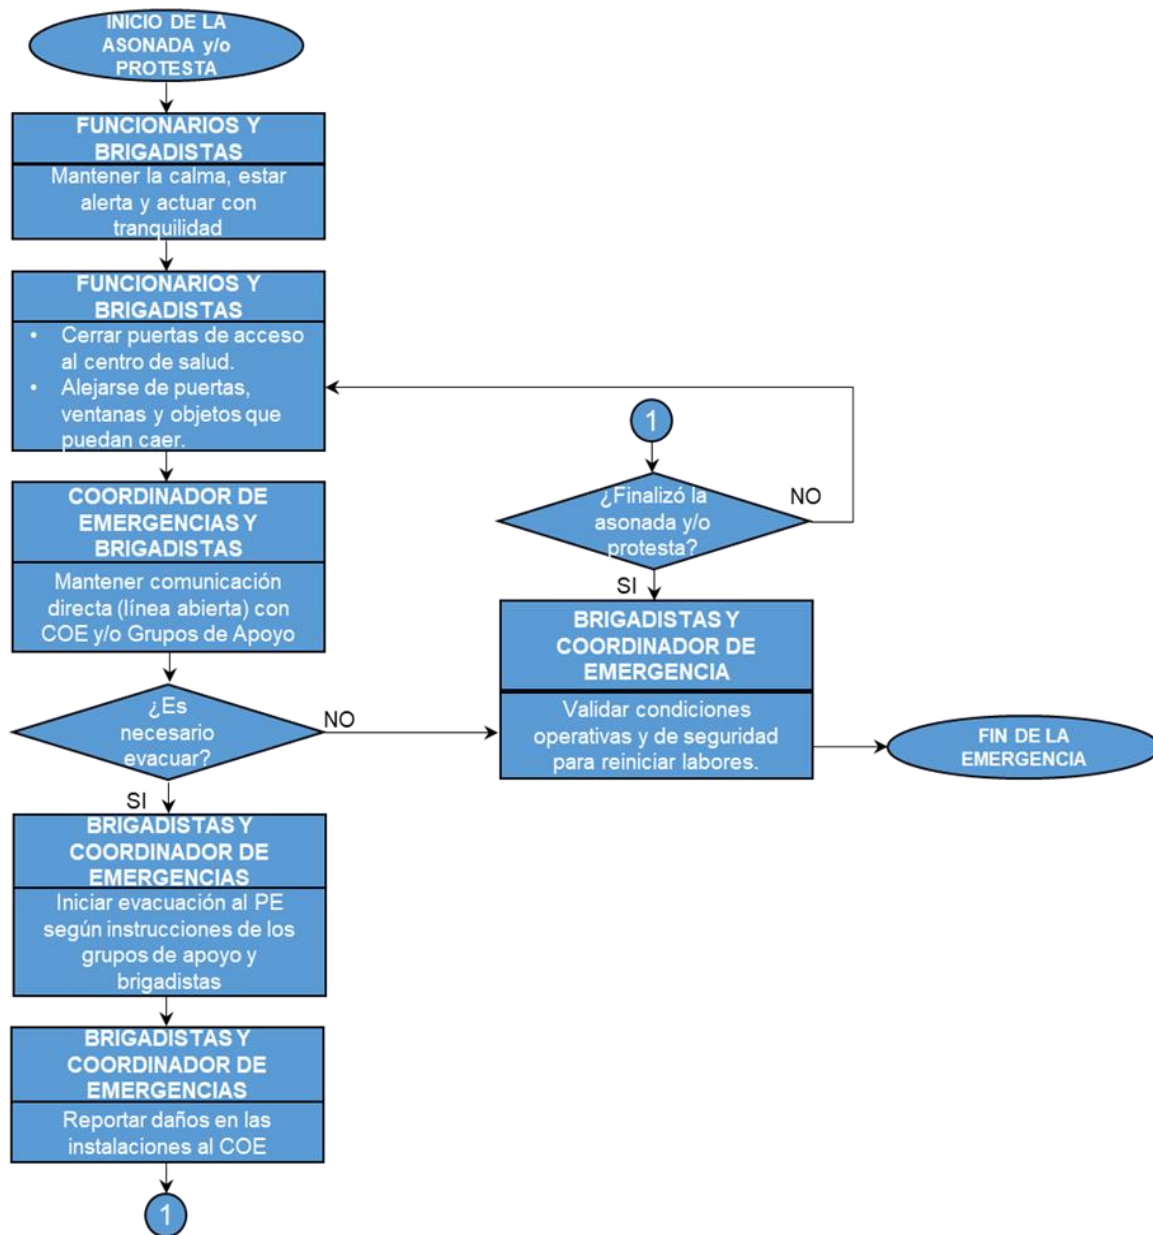 INICIO DE LA
ASONADA y/o
PROTESTA
FUNCIONARIOS Y
BRIGADISTAS
Mantener la calma, estar
alerta y actuar con
tranquilidad
FUNCIONARIOS Y
BRIGADISTAS
• Cerrar puertas de acceso
al centro de salud.
• Alejarse de puertas,
ventanas y objetos que
puedan caer.
COORDINADOR DE
EMERGENCIAS Y
BRIGADISTAS
Mantener comunicación
directa (línea abierta) con
COE y/o Grupos de Apoyo
¿Es
necesario
evacuar?
NO
SI
BRIGADISTAS Y
COORDINADOR DE
EMERGENCIAS
Iniciar evacuación al PE
según instrucciones de los
grupos de apoyo y
brigadistas
BRIGADISTAS Y
COORDINADOR DE
EMERGENCIAS
Reportar daños en las
instalaciones al COE
1
1
¿Finalizó la
asonada y/o
protesta?
NO
SI
BRIGADISTAS Y
COORDINADOR DE
EMERGENCIA
Validar condiciones
operativas y de seguridad
para reiniciar labores.
FIN DE LA
EMERGENCIA